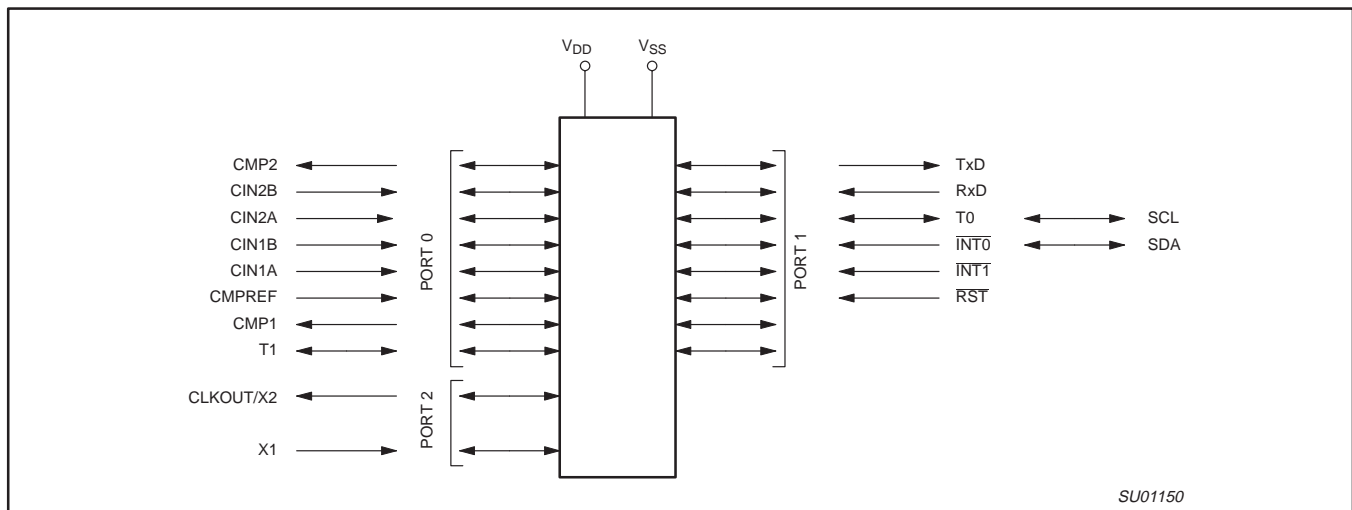 VDD VSS
CMP2 TxD
CIN2B RxD
CIN2A T0 SCL
CIN1B INT0 SDA
CIN1A INT1
CMPREF RST
CMP1
T1
PORT 0
PORT 1
CLKOUT/X2
X1
PORT 2
SU01150